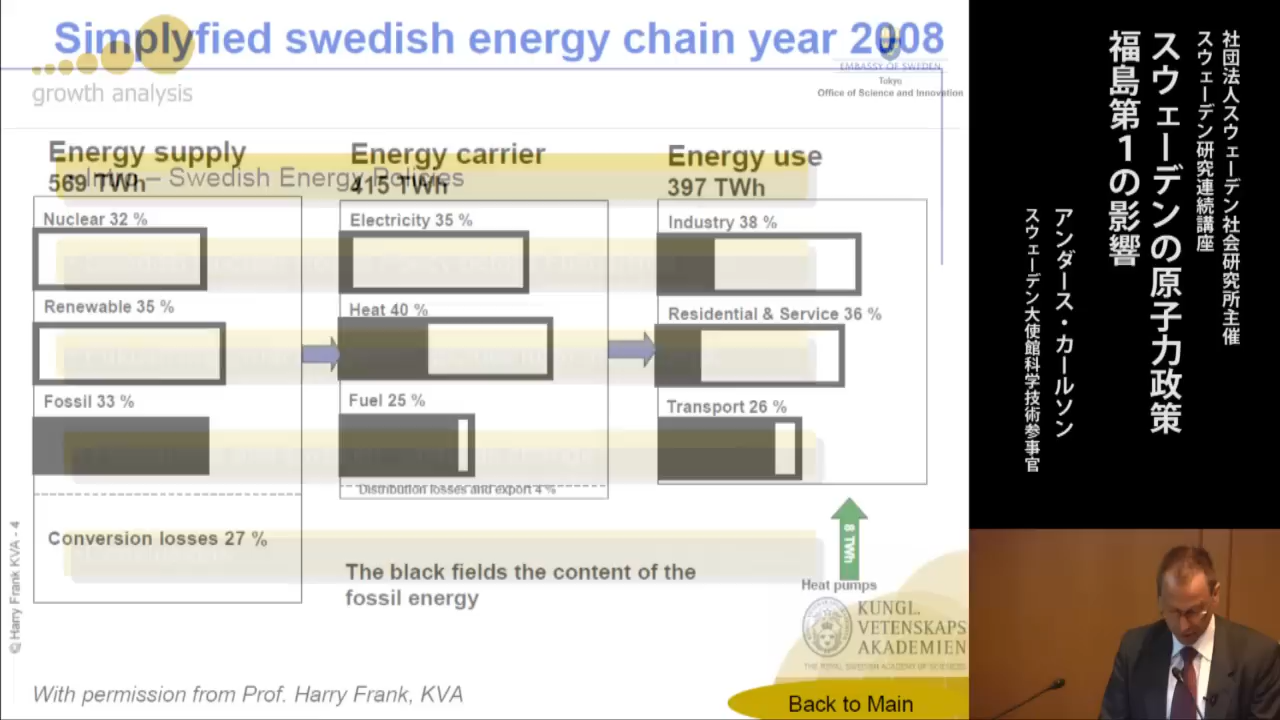 Simplyfied swedish energy chain year 2008
growth analysis
EMBASSY OF SWEDEN
Tokyo
Office of Science and Innovation
Energy supply
569 TWh
Intro – Swedish Energy Policies
Nuclear 32 %
Renewable 35 %
Fossil 33 %
Conversion losses 27 %
Energy carrier
415 TWh
Electricity 35 %
Heat 40 %
Fuel 25 %
Distribution losses and export 4 %
Energy use
397 TWh
Industry 38 %
Residential & Service 36 %
Transport 26 %
8 TWh
Heat pumps
The black fields the content of the
fossil energy
© Harry Frank KVA - 4
KUNGL.
VETENSKAPS
AKADEMIEN
THE ROYAL SWEDISH ACADEMY OF SCIENCES
With permission from Prof. Harry Frank, KVA
Back to Main
社団法人スウェーデン社会研究所主催
スウェーデン研究連続講座
スウェーデンの原子力政策
福島第1の影響
アンダース・カールソン
スウェーデン大使館科学技術参事官